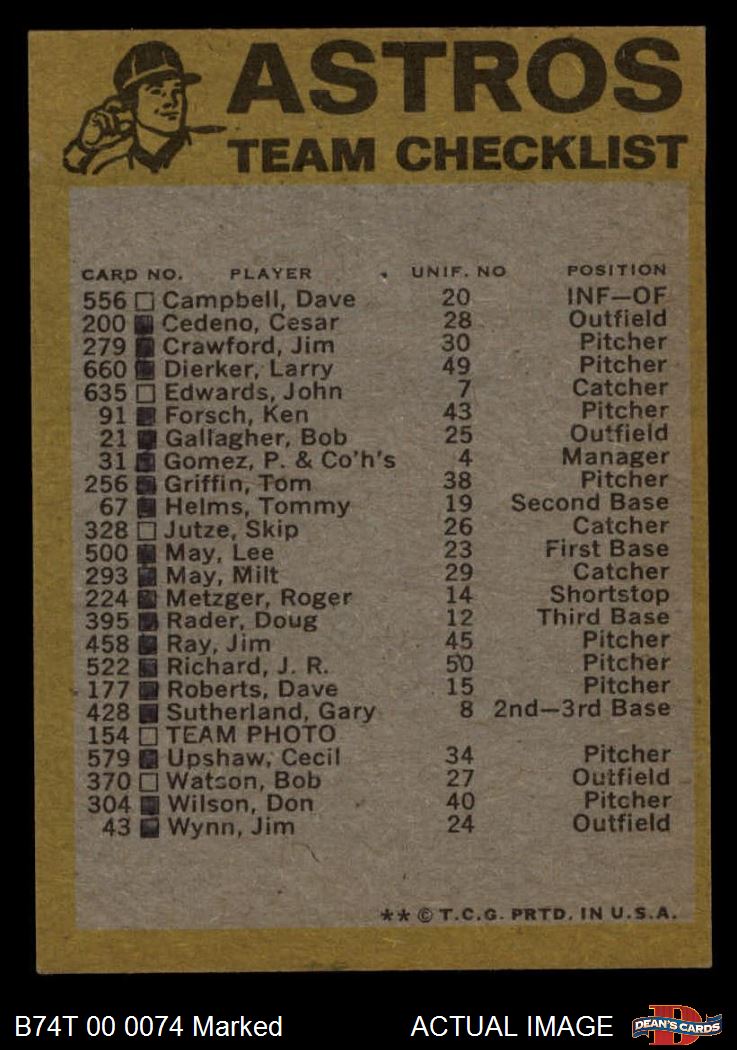 ASTROS
TEAM CHECKLIST
CARD NO. PLAYER UNIF. NO POSITION
556 Campbell, Dave 20 INF—OF
200 Cedeno, Cesar 28 Outfield
279 Crawford, Jim 30 Pitcher
660 Dierker, Larry 49 Pitcher
635 Edwards, John 7 Catcher
91 Forsch, Ken 43 Pitcher
21 Gallagher, Bob 25 Outfield
31 Gomez, P. & Co'h's 4 Manager
256 Griffin, Tom 38 Pitcher
67 Helms, Tommy 19 Second Base
328 Jutze, Skip 26 Catcher
500 May, Lee 23 First Base
293 May, Milt 29 Catcher
224 Metzger, Roger 14 Shortstop
395 Rader, Doug 12 Third Base
458 Ray, Jim 45 Pitcher
522 Richard, J. R. 50 Pitcher
177 Roberts, Dave 15 Pitcher
428 Sutherland, Gary 8 2nd—3rd Base
154 TEAM PHOTO
579 Upshaw, Cecil 34 Pitcher
370 Watson, Bob 27 Outfield
304 Wilson, Don 40 Pitcher
43 Wynn, Jim 24 Outfield
** © T.C.G. PRTD. IN U.S.A.
B74T 00 0074 Marked ACTUAL IMAGE
DEAN'S CARDS